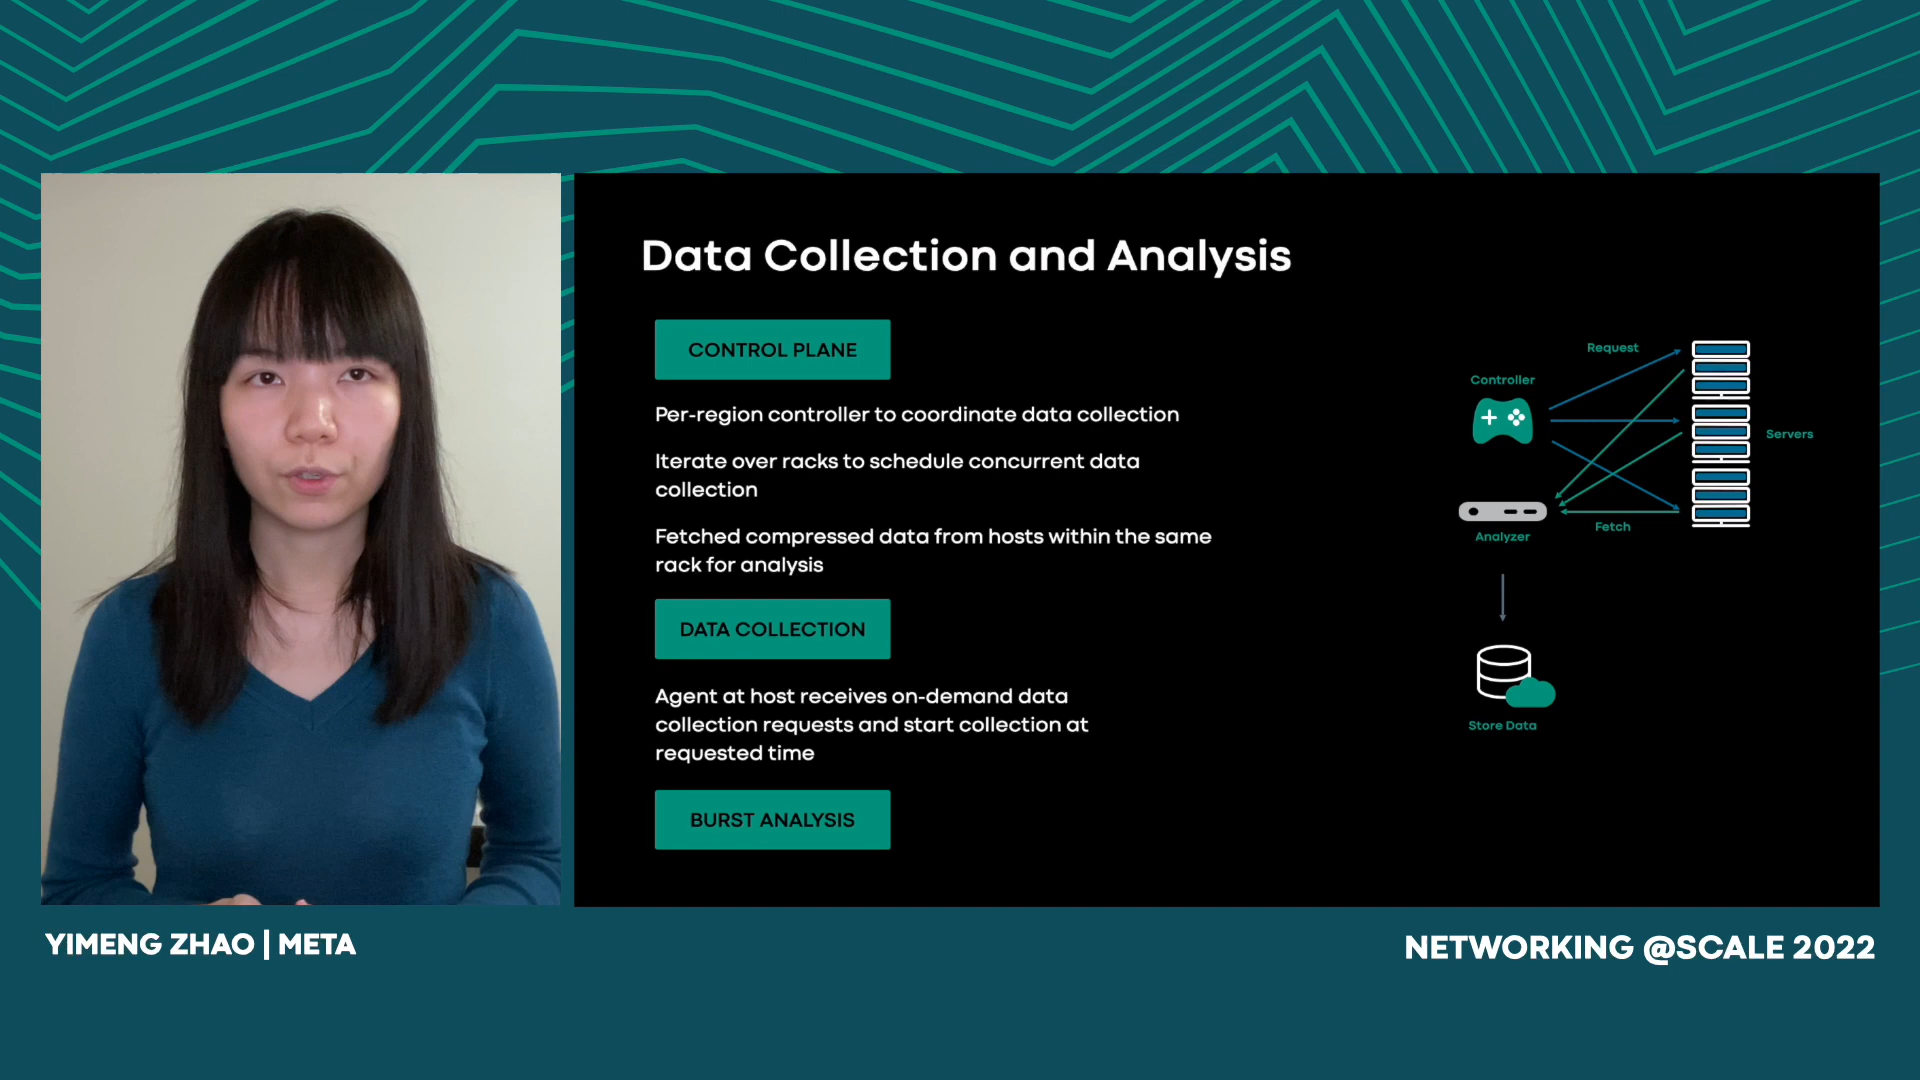 Data Collection and Analysis
CONTROL PLANE
Per-region controller to coordinate data collection
Iterate over racks to schedule concurrent data
collection
Fetched compressed data from hosts within the same
rack for analysis
DATA COLLECTION
Agent at host receives on-demand data
collection requests and start collection at
requested time
BURST ANALYSIS
Request
Controller
Servers
Fetch
Analyzer
Store Data
YIMENG ZHAO | META
NETWORKING @SCALE 2022